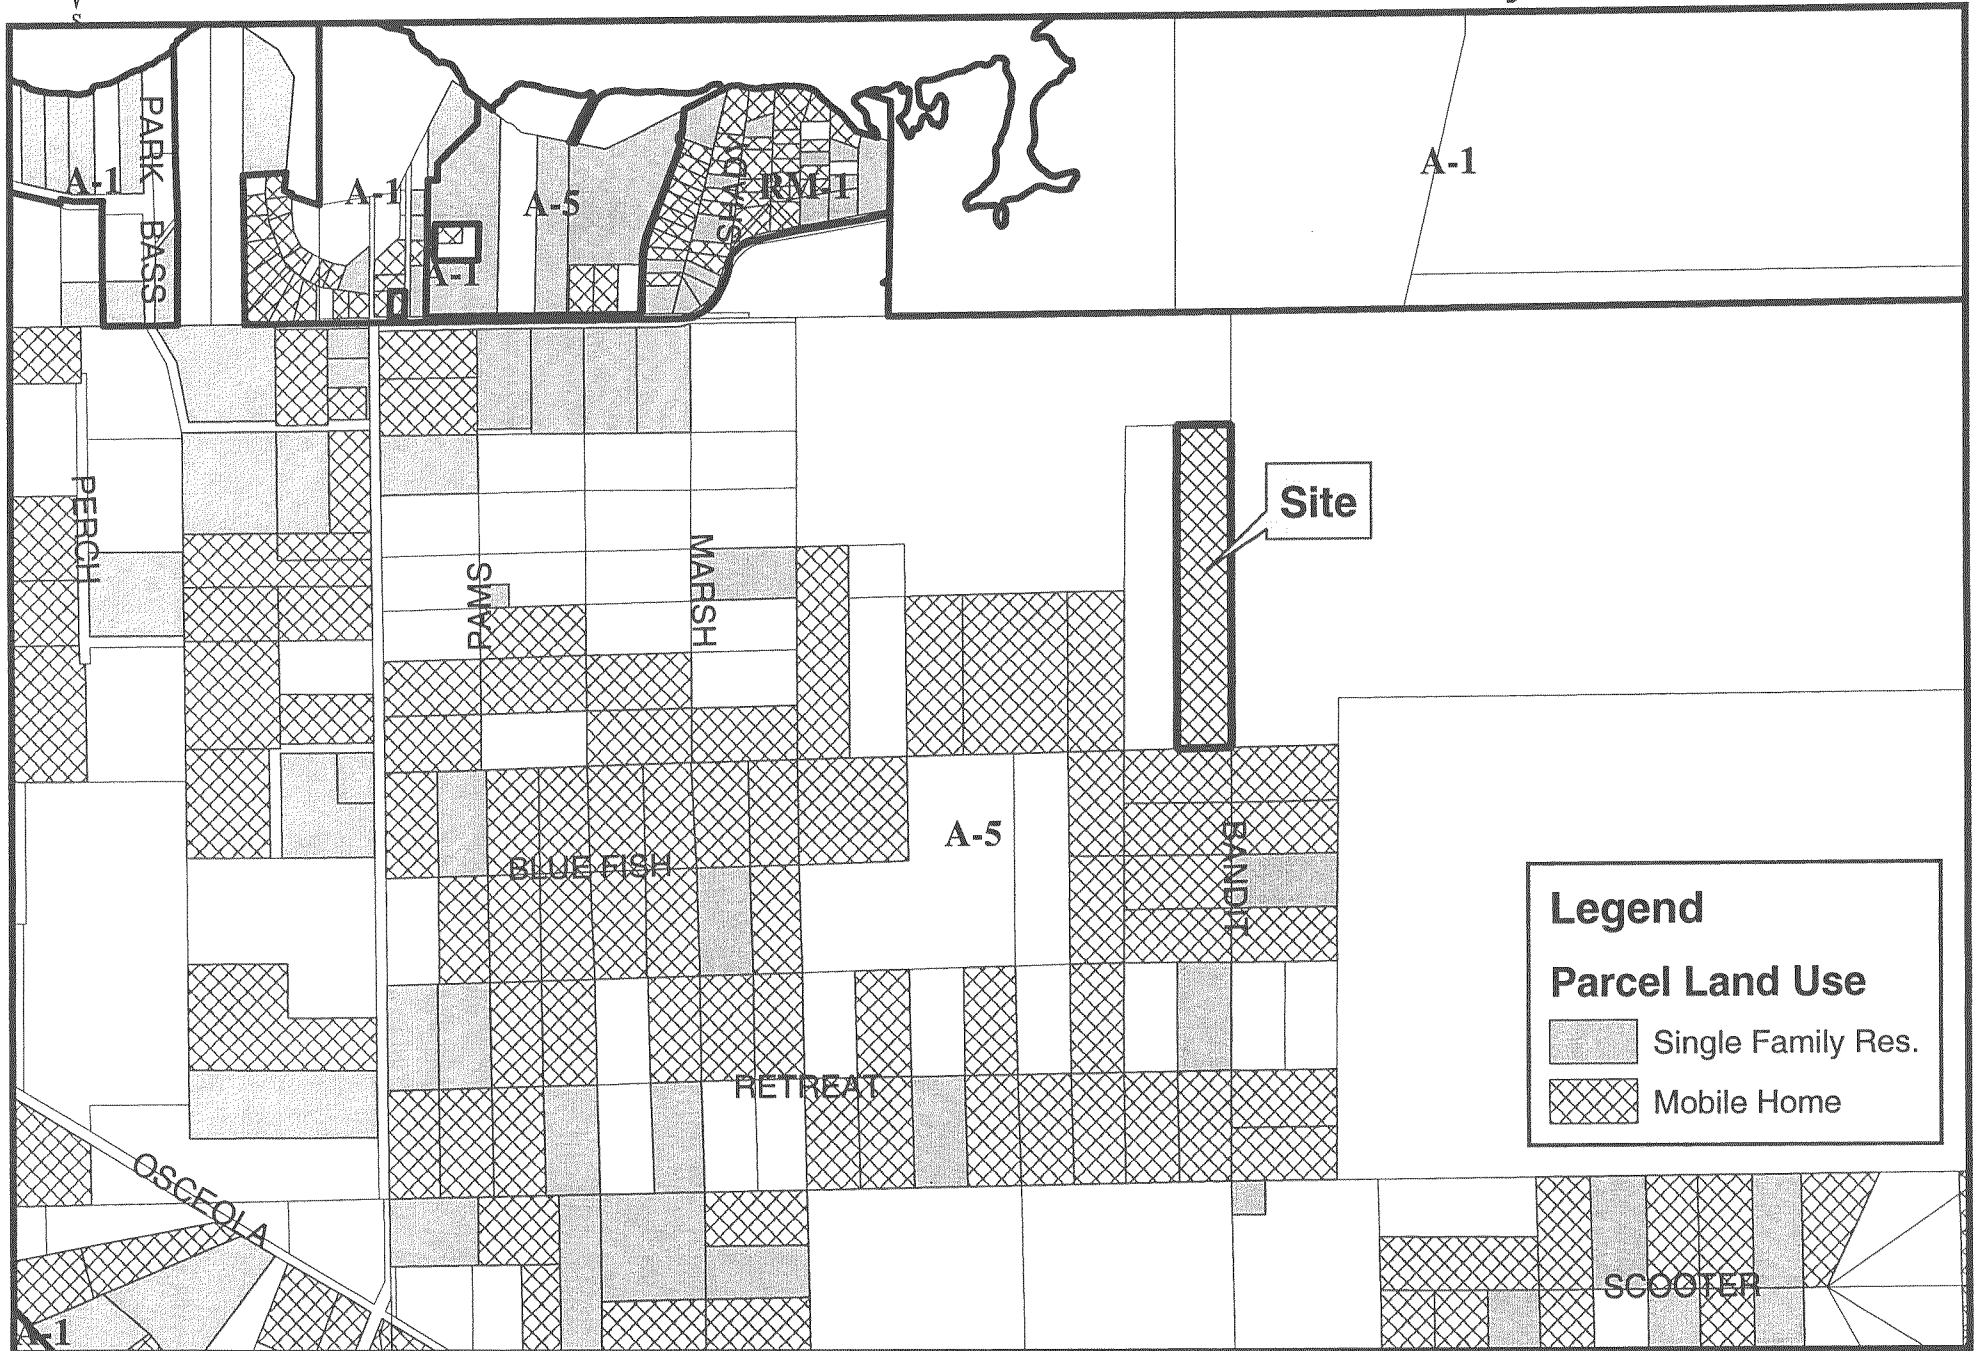 PARK
BASS
A-1
A-1
A-5
A-1
SHADY
RM-1
A-1
PERCH
PAMS
MARSH
Site
A-5
BLUE FISH
BANDIT
RETREAT
OSCEOLA
SCOOTER
A-1
Legend
Parcel Land Use
Single Family Res.
Mobile Home